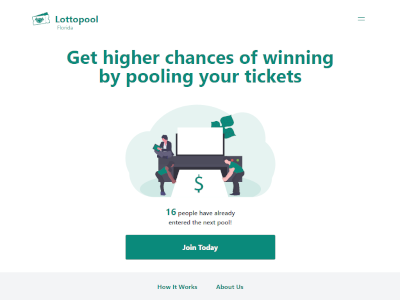 Lottopool
Florida
Get higher chances of winning
by pooling your tickets
$
16 people have already
entered the next pool!
Join Today
How It Works About Us